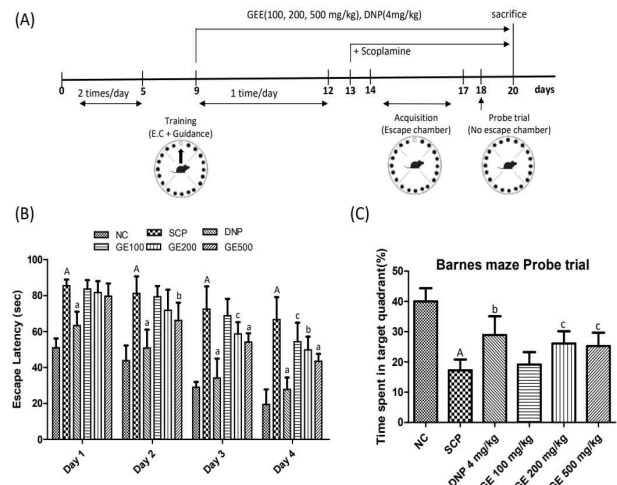 (A)
GEE(100, 200, 500 mg/kg), DNP(4mg/kg)
sacrifice
+ Scoplamine
0 5 9 12 13 14 17 18 20 days
2 times/day
1 time/day
Training
(E.C + Guidance)
Acquisition
(Escape chamber)
Probe trial
(No escape chamber)
(B)
NC SCP DNP
GE100 GE200 GE500
Escape Latency (sec)
100
80
60
40
20
0
A a
A a b
A a c a
A a c b a
Day 1 Day 2 Day 3 Day 4
(C)
Barnes maze Probe trial
Time spent in target quadrant(%)
50
40
30
20
10
0
A b c c
NC
SCP
DNP 4 mg/kg
GE 100 mg/kg
GE 200 mg/kg
GE 500 mg/kg